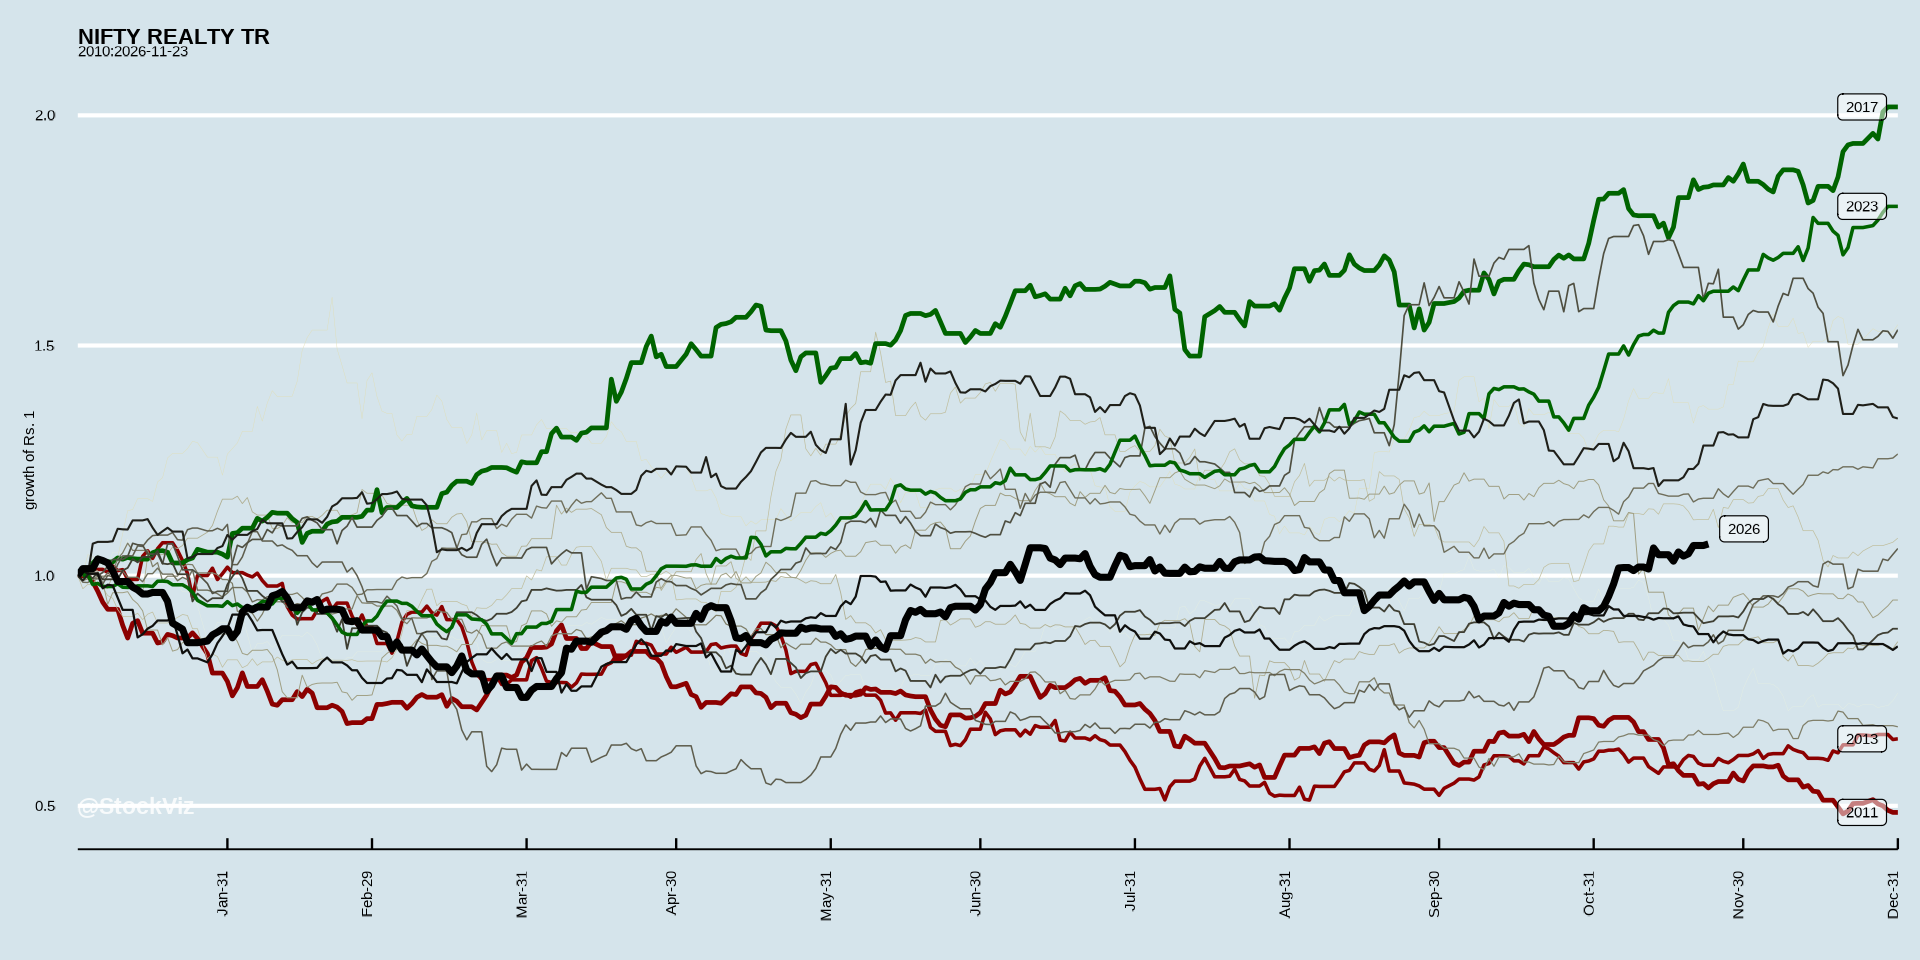 NIFTY REALTY TR
2010:2026-11-23
growth of Rs. 1
2.0
1.5
1.0
0.5
2017
2023
2026
2013
2011
@StockViz
Jan-31
Feb-29
Mar-31
Apr-30
May-31
Jun-30
Jul-31
Aug-31
Sep-30
Oct-31
Nov-30
Dec-31